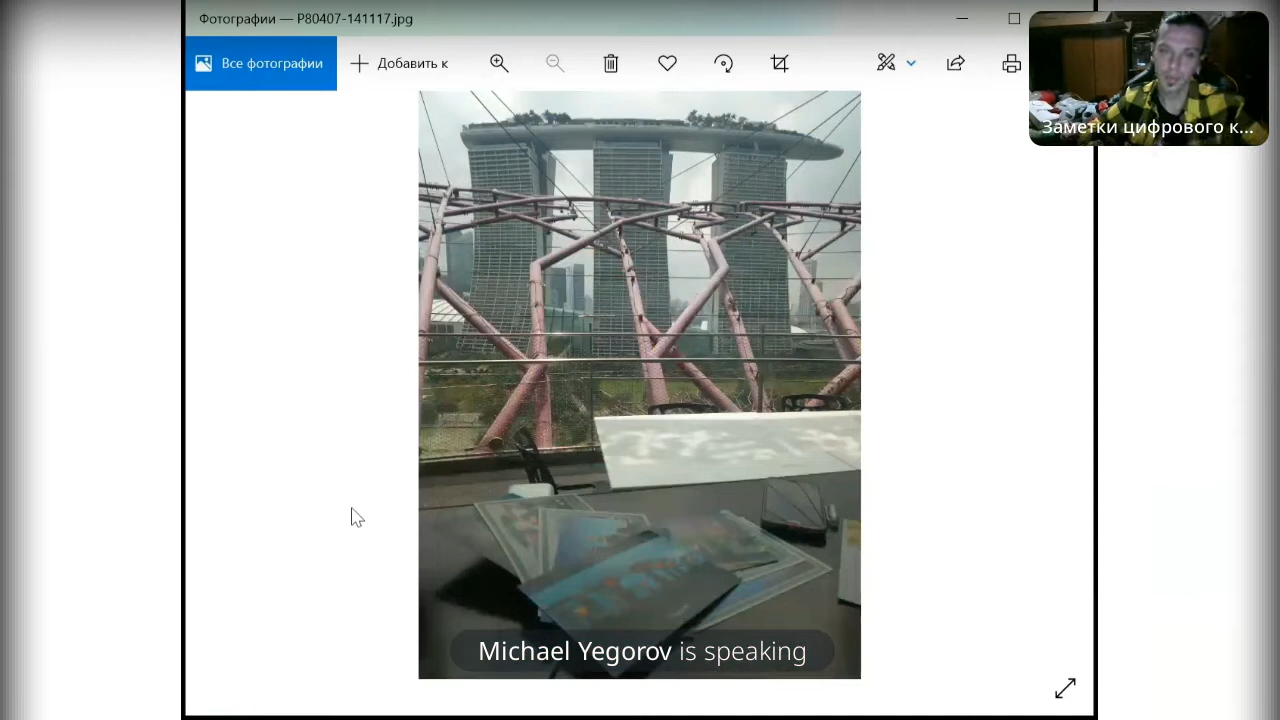 Фотографии — P80407-141117.jpg
Все фотографии
Добавить к
Заметки цифрового к...
Michael Yegorov is speaking